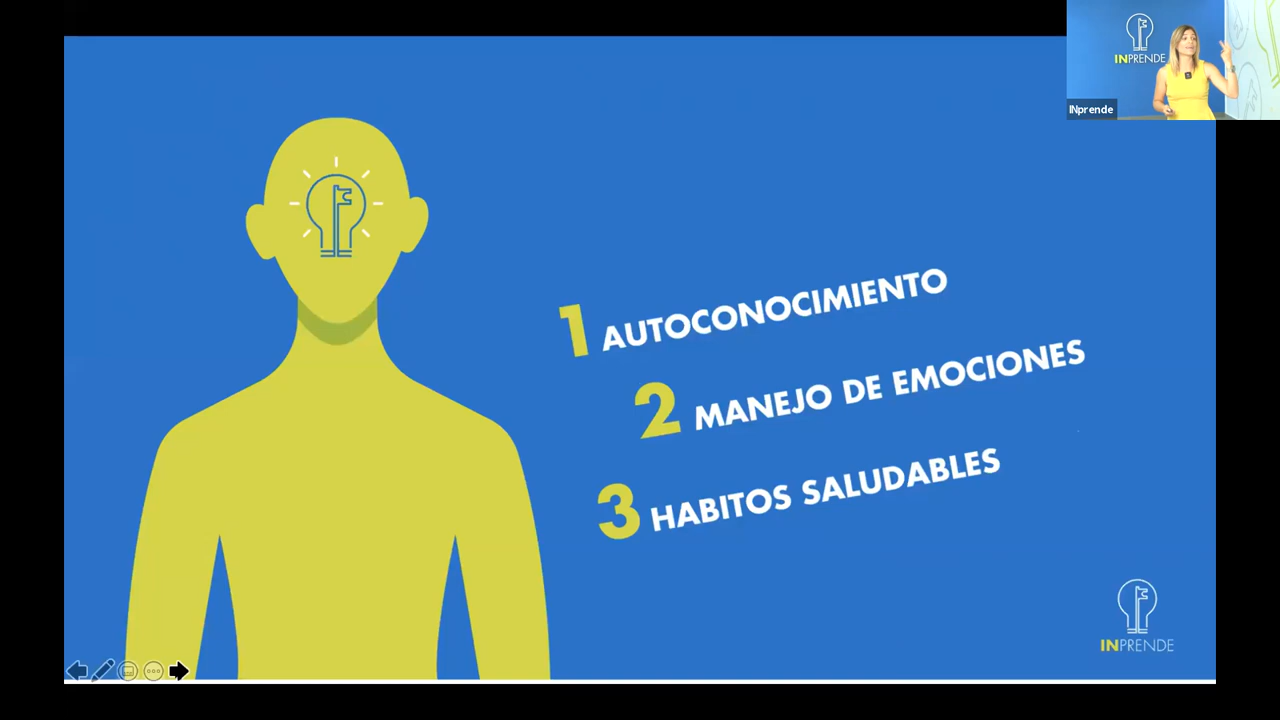 INPRENDE
INprende
1 AUTOCONOCIMIENTO
2 MANEJO DE EMOCIONES
3 HABITOS SALUDABLES
INPRENDE